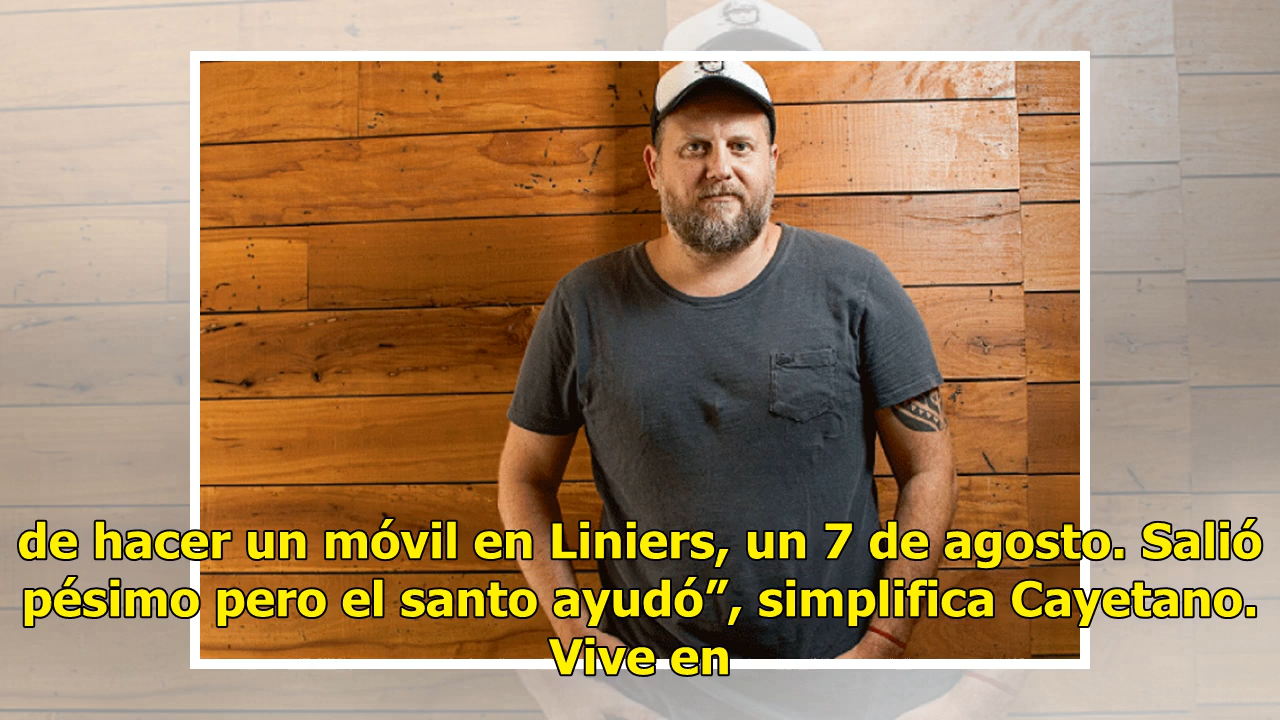 de hacer un móvil en Liniers, un 7 de agosto. Salió
pésimo pero el santo ayudó”, simplifica Cayetano.
Vive en